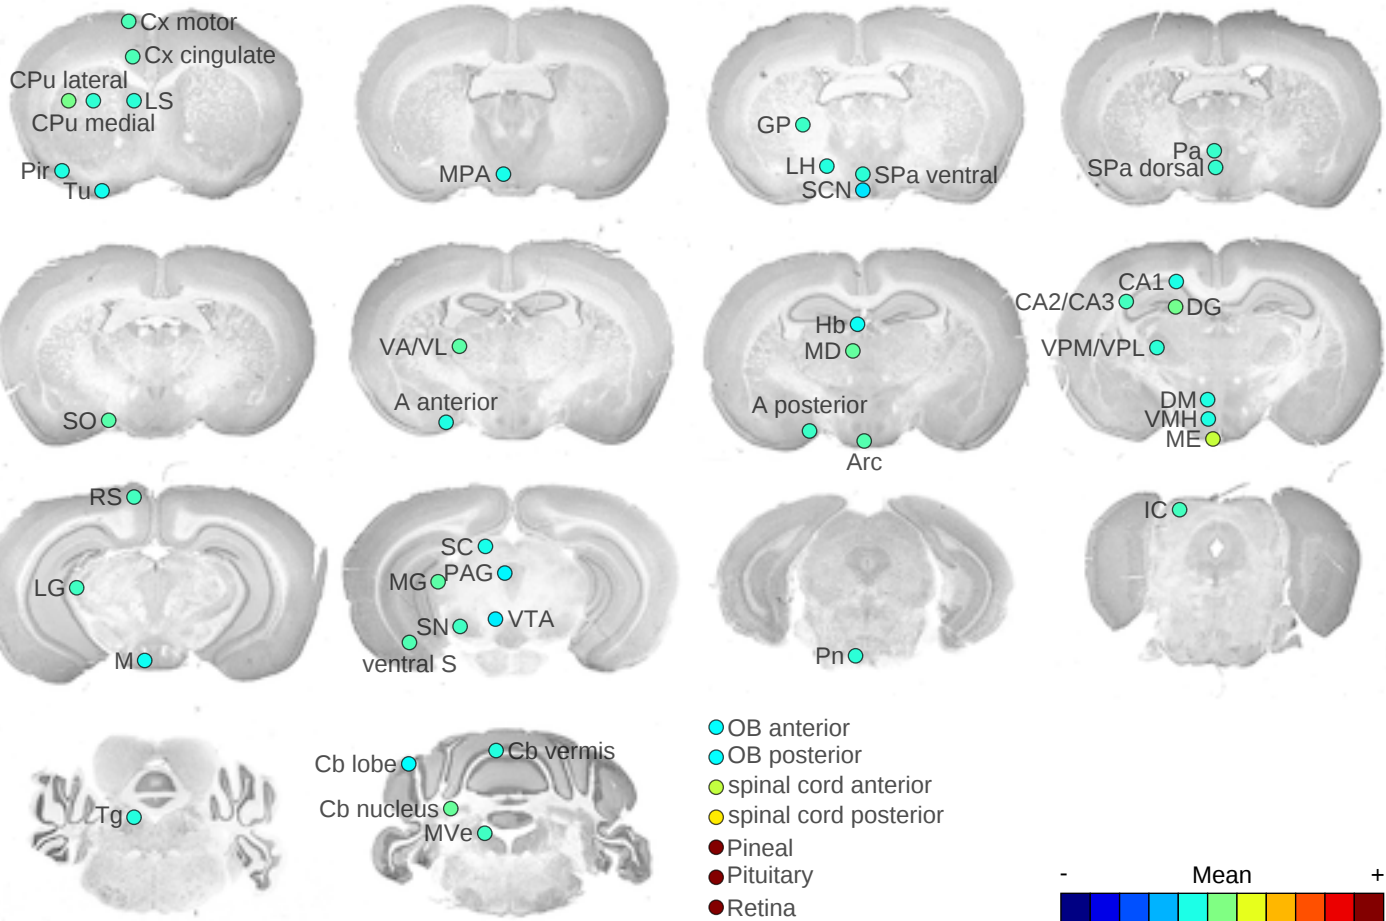 Cx motor
Cx cingulate
CPu lateral
LS
CPu medial
Pir
Tu
MPA
GP
LH
SPa ventral
SCN
Pa
SPa dorsal
SO
VA/VL
A anterior
Hb
MD
A posterior
Arc
CA1
CA2/CA3
DG
VPM/VPL
DM
VMH
ME
RS
LG
M
SC
PAG
MG
VTA
SN
ventral S
Pn
IC
Tg
Cb vermis
Cb lobe
Cb nucleus
MVe
OB anterior
OB posterior
spinal cord anterior
spinal cord posterior
Pineal
Pituitary
Retina
- Mean +